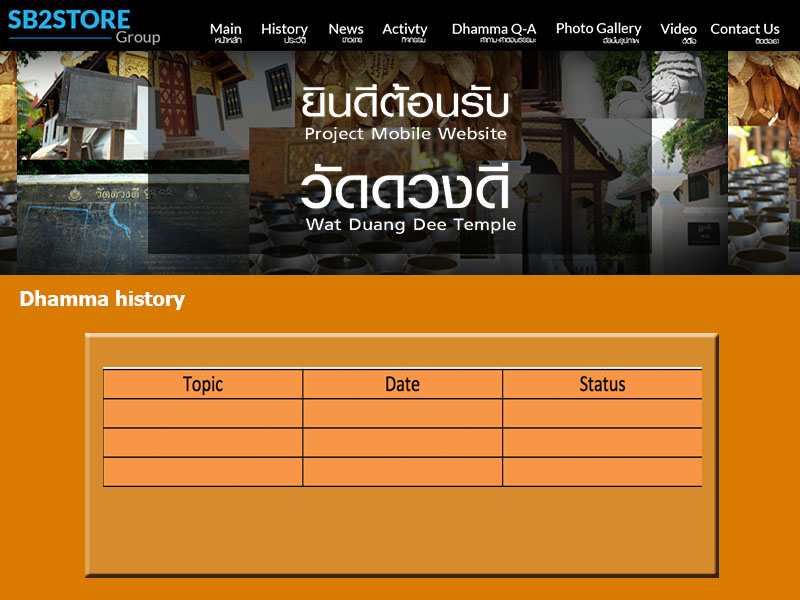 SB2STORE
Group
Main History News Activty Dhamma Q-A Photo Gallery Video Contact Us
หน้าหลัก ประวัติ ข่าวสาร กิจกรรม ถาม-ตอบธรรมะ อัลบั้มรูปภาพ วิดีโอ ติดต่อเรา
ยินดีต้อนรับ
Project Mobile Website
วัดดวงดี
Wat Duang Dee Temple
วัดดวงดี
Dhamma history
Topic Date Status